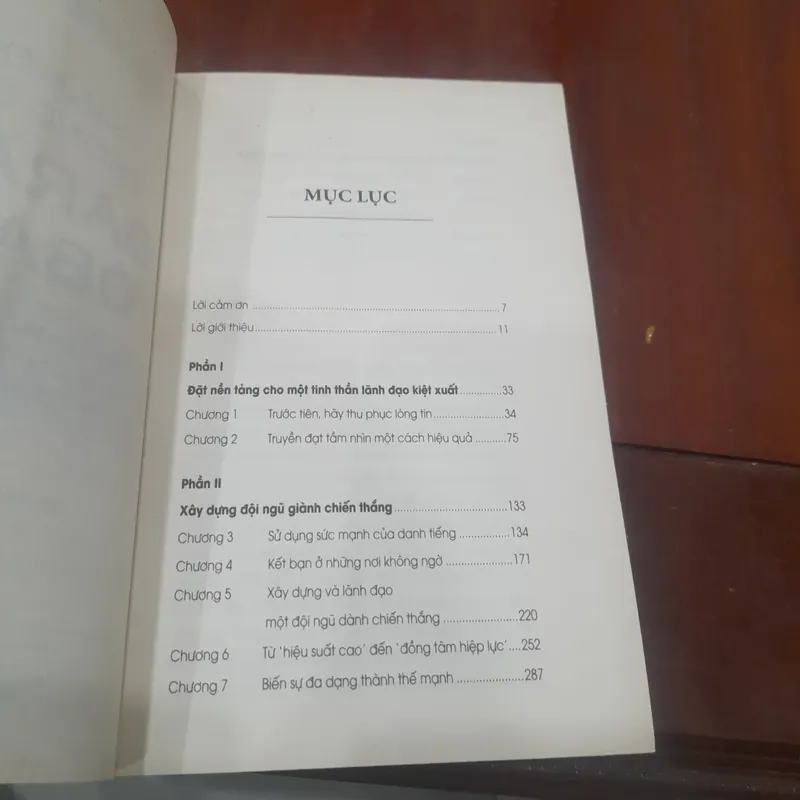 MỤC LỤC
Lời cảm ơn ........................................ 7
Lời giới thiệu ........................................ 11
Phần I
Đặt nền tảng cho một tinh thần lãnh đạo kiệt xuất ............ 33
Chương 1 Trước tiên, hãy thu phục lòng tin ..................... 34
Chương 2 Truyền đạt tầm nhìn một cách hiệu quả .......... 75
Phần II
Xây dựng đội ngũ giành chiến thắng ................................ 133
Chương 3 Sử dụng sức mạnh của danh tiếng ................ 134
Chương 4 Kết bạn ở những nơi không ngờ .................... 171
Chương 5 Xây dựng và lãnh đạo
một đội ngũ dành chiến thắng ....................... 220
Chương 6 Từ 'hiệu suất cao' đến 'đồng tâm hiệp lực' .... 252
Chương 7 Biến sự đa dạng thành thế mạnh .................... 287